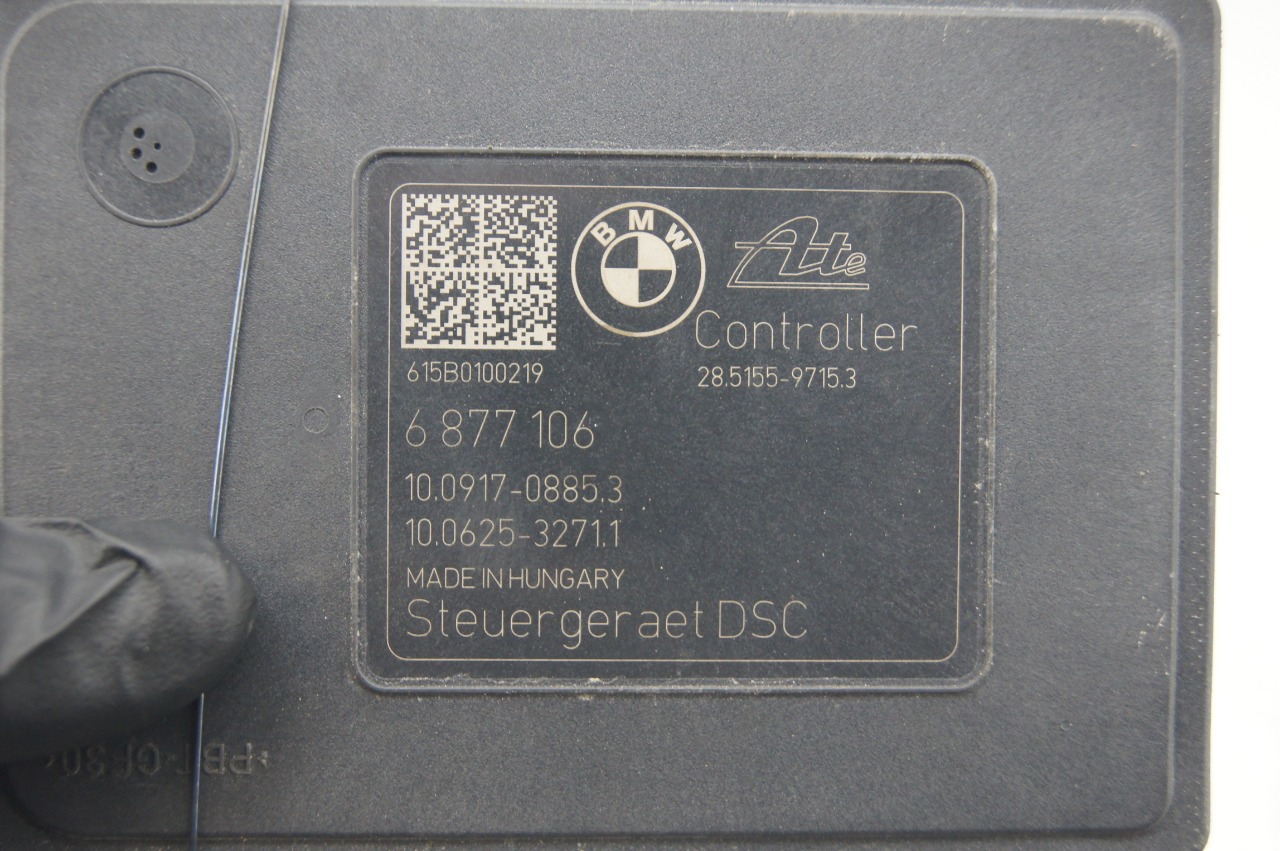 BMW
Ate
Controller
615B0100219
28.5155-9715.3
6 877 106
10.0917-0885.3
10.0625-3271.1
MADE IN HUNGARY
Steuergeraet DSC